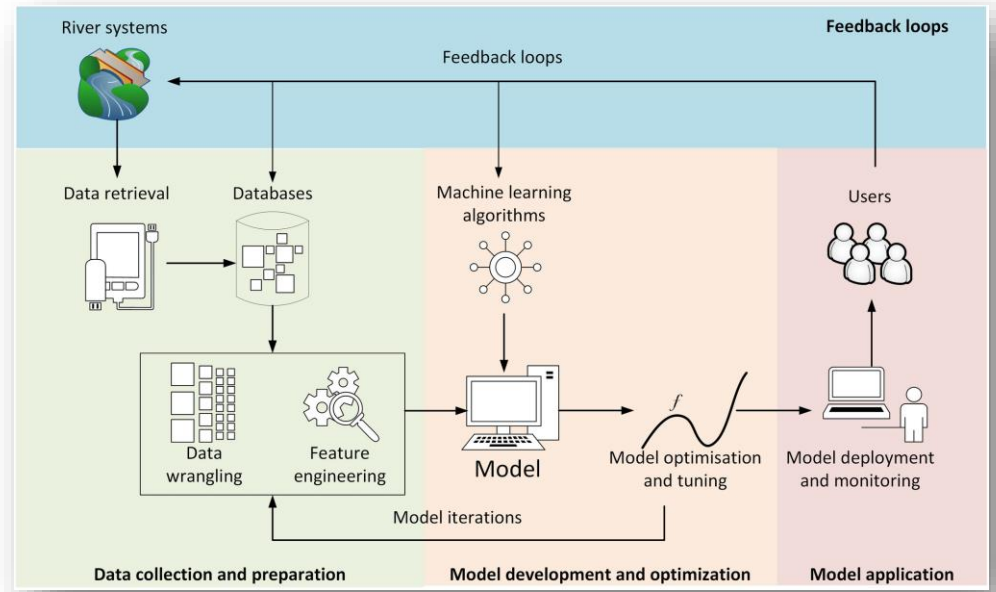 River systems
Feedback loops
Feedback loops
Data retrieval
Databases
Machine learning
algorithms
Users
Data
wrangling
Feature
engineering
Model
f
Model optimisation
and tuning
Model deployment
and monitoring
Model iterations
Data collection and preparation
Model development and optimization
Model application